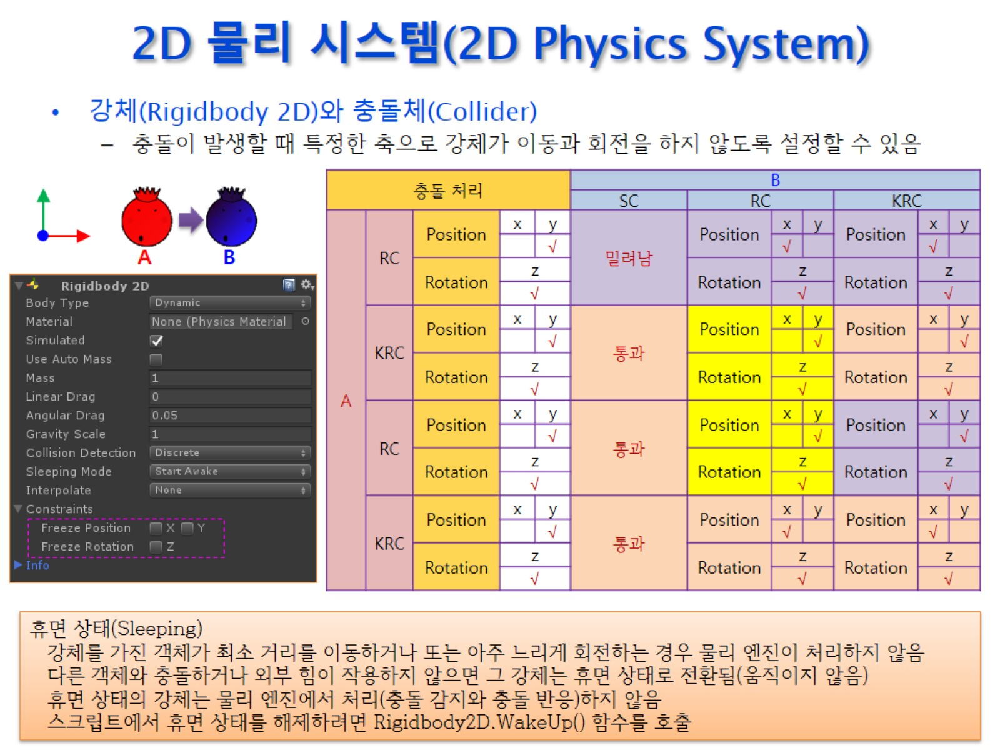 2D 물리 시스템(2D Physics System)
• 강체(Rigidbody 2D)와 충돌체(Collider)
– 충돌이 발생할 때 특정한 축으로 강체가 이동과 회전을 하지 않도록 설정할 수 있음
A B
Rigidbody 2D
Body Type Dynamic
Material None (Physics Material
Simulated
Use Auto Mass
Mass 1
Linear Drag 0
Angular Drag 0.05
Gravity Scale 1
Collision Detection Discrete
Sleeping Mode Start Awake
Interpolate None
Constraints
Freeze Position X Y
Freeze Rotation Z
Info
충돌 처리 B
SC RC KRC
A
RC Position x y 밀려남 Position x y Position x y
√ √ √
Rotation z Rotation z Rotation z
√ √ √
KRC Position x y 통과 Position x y Position x y
√ √ √
Rotation z Rotation z Rotation z
√ √ √
RC Position x y 통과 Position x y Position x y
√ √ √
Rotation z Rotation z Rotation z
√ √ √
KRC Position x y 통과 Position x y Position x y
√ √ √
Rotation z Rotation z Rotation z
√ √ √
휴면 상태(Sleeping)
강체를 가진 객체가 최소 거리를 이동하거나 또는 아주 느리게 회전하는 경우 물리 엔진이 처리하지 않음
다른 객체와 충돌하거나 외부 힘이 작용하지 않으면 그 강체는 휴면 상태로 전환됨(움직이지 않음)
휴면 상태의 강체는 물리 엔진에서 처리(충돌 감지와 충돌 반응)하지 않음
스크립트에서 휴면 상태를 해제하려면 Rigidbody2D.WakeUp() 함수를 호출